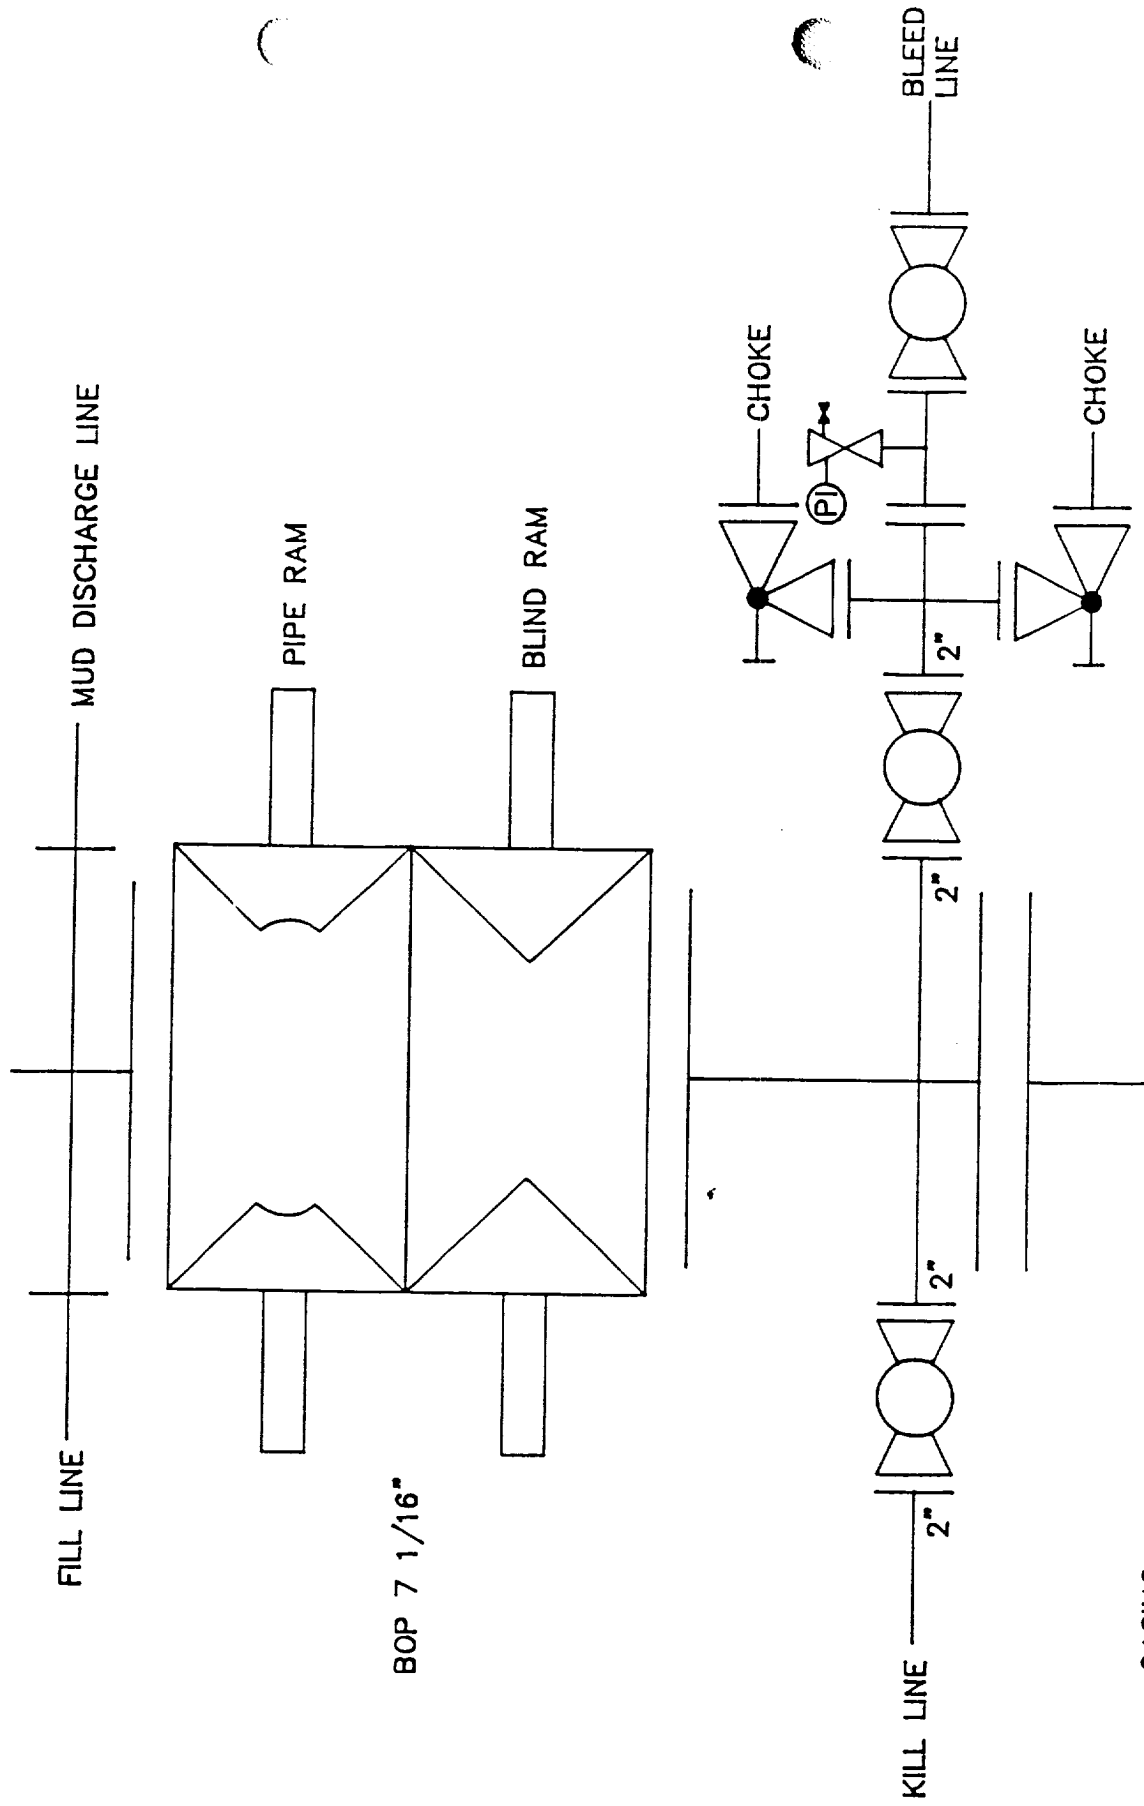 FILL LINE
MUD DISCHARGE LINE
PIPE RAM
BOP 7 1/16"
BLIND RAM
CHOKE
PI
KILL LINE
2"
2"
2"
2"
BLEED
LINE
CHOKE